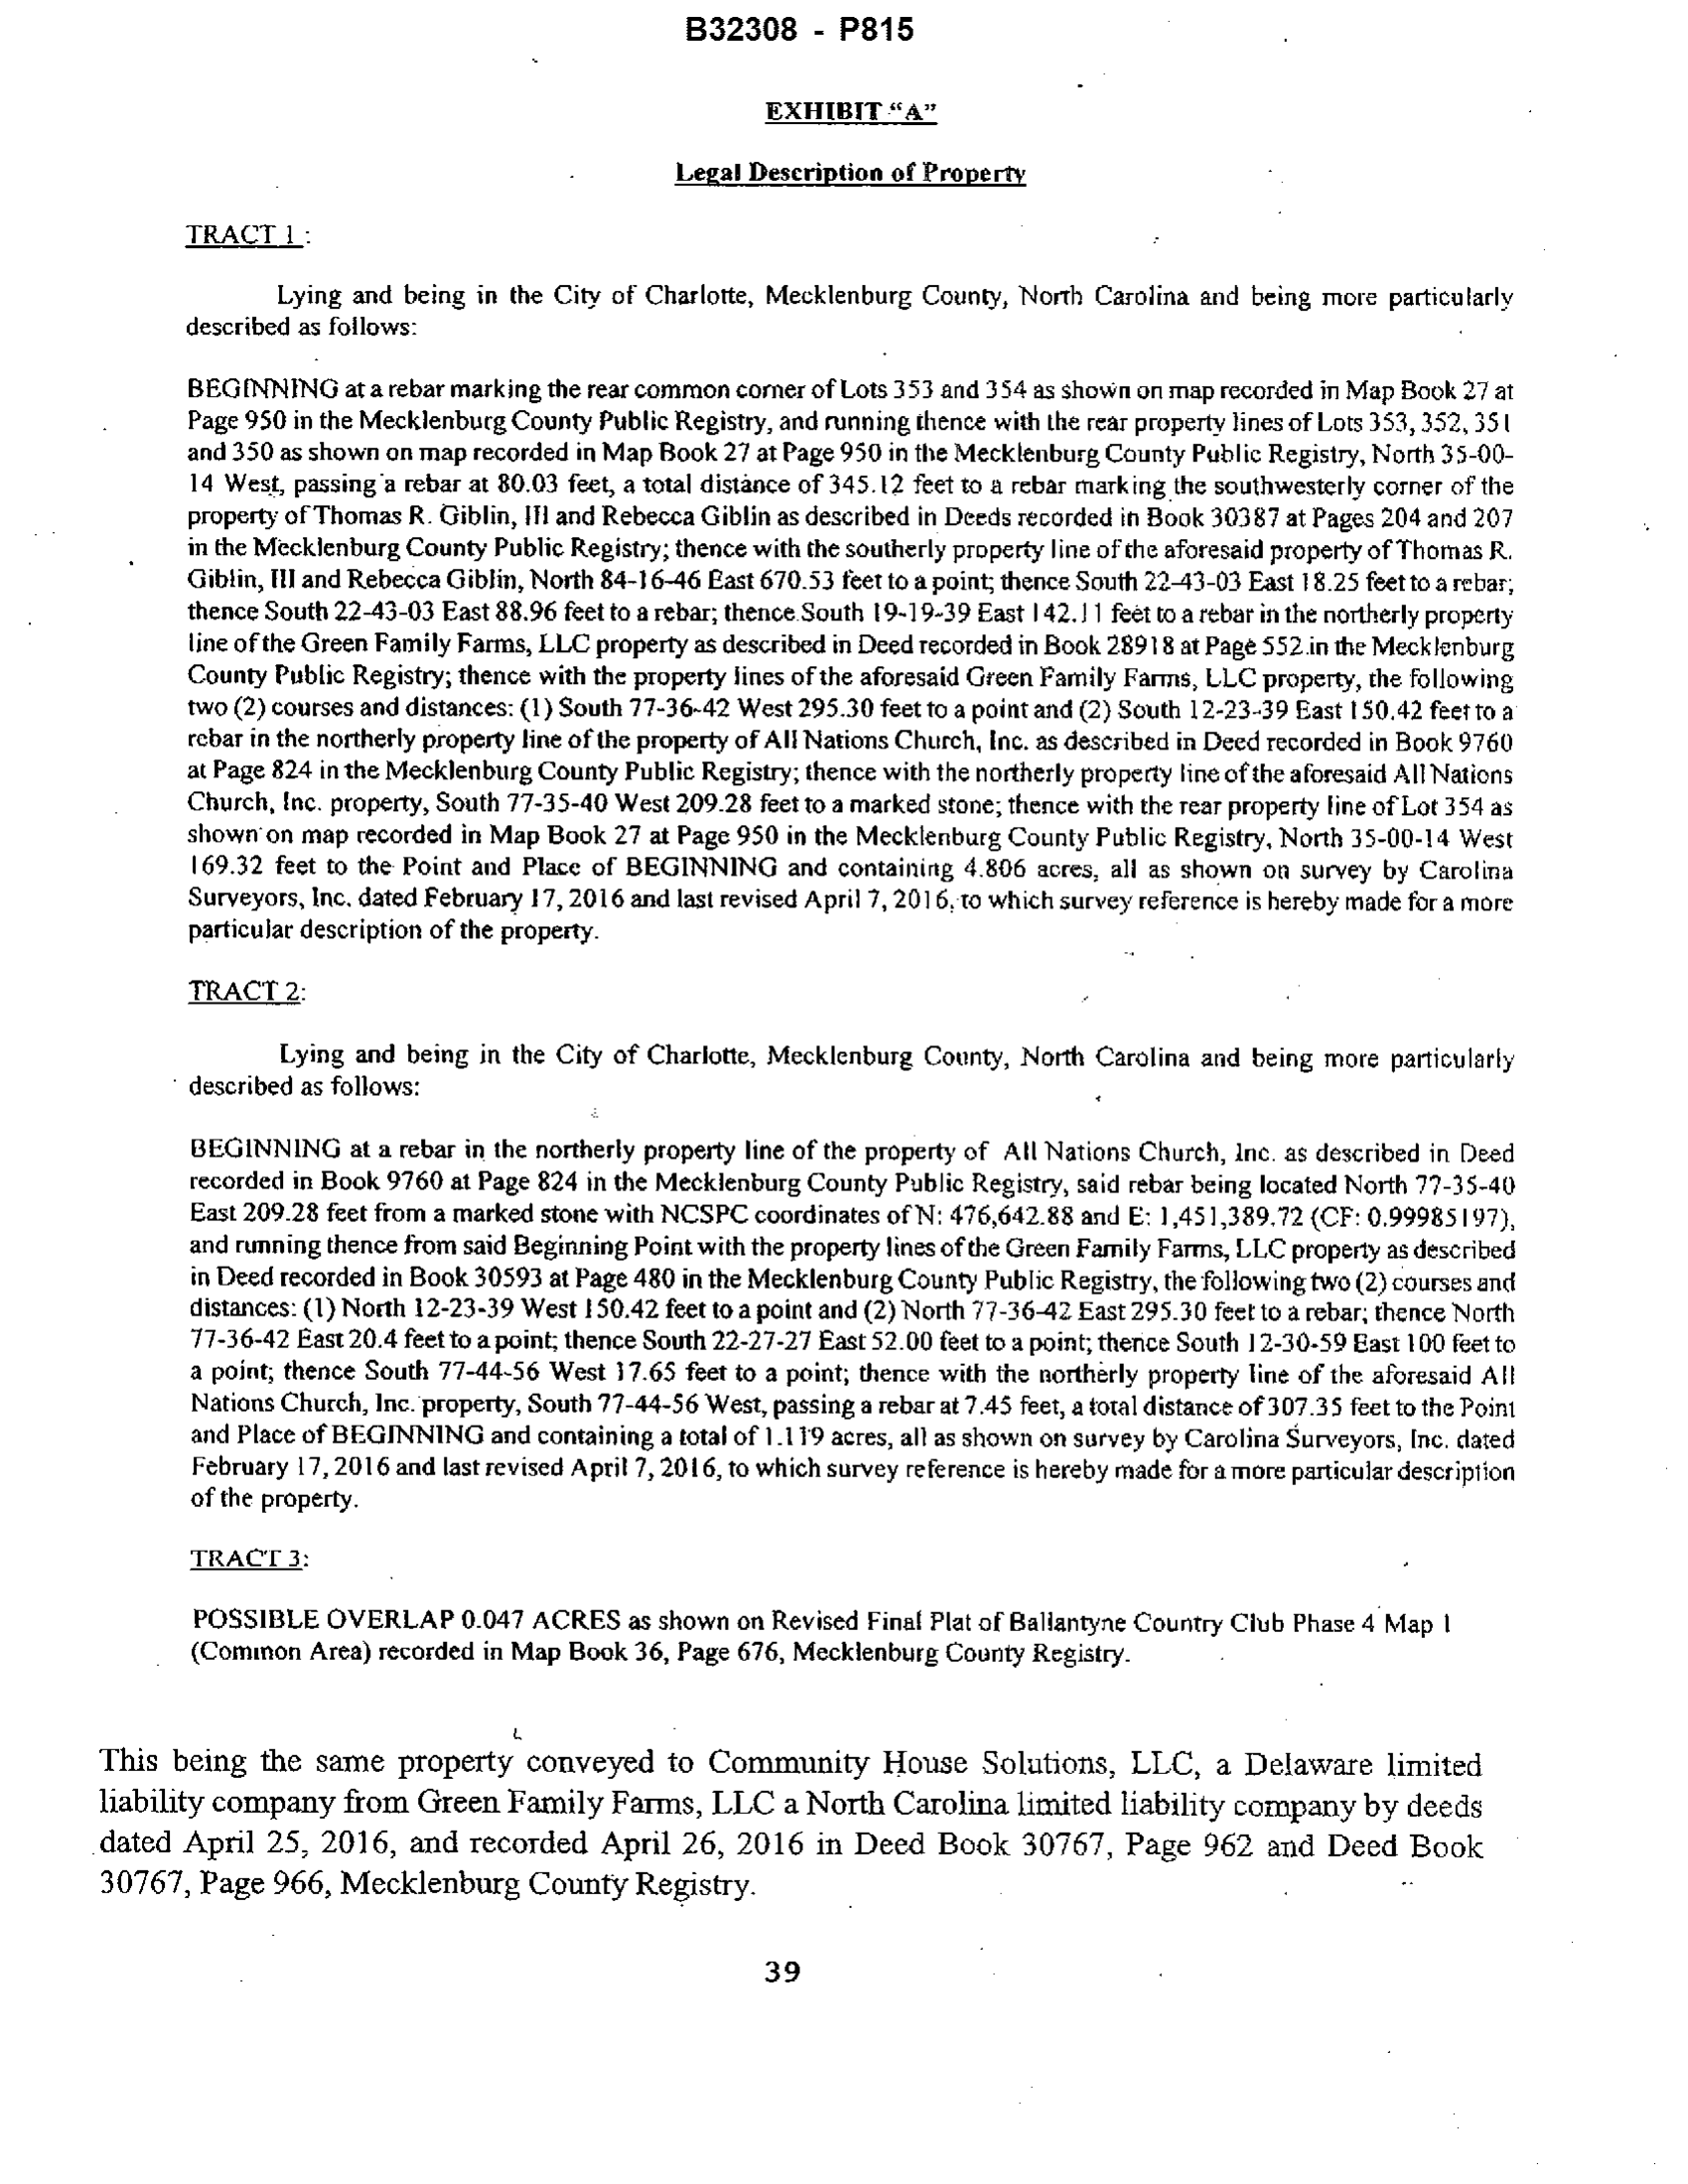 B32308 - P815
EXHIBIT "A"
Legal Description of Property
TRACT 1 :
Lying and being in the City of Charlotte, Mecklenburg County, North Carolina and being more particularly
described as follows:
BEGINNING at a rebar marking the rear common corner of Lots 353 and 354 as shown on map recorded in Map Book 27 at
Page 950 in the Mecklenburg County Public Registry, and running thence with the rear property lines of Lots 353, 352, 351
and 350 as shown on map recorded in Map Book 27 at Page 950 in the Mecklenburg County Public Registry, North 35-00-
14 West, passing a rebar at 80.03 feet, a total distance of 345.12 feet to a rebar marking the southwesterly corner of the
property of Thomas R. Giblin, III and Rebecca Giblin as described in Deeds recorded in Book 30387 at Pages 204 and 207
in the Mecklenburg County Public Registry; thence with the southerly property line of the aforesaid property of Thomas R.
Giblin, III and Rebecca Giblin, North 84-16-46 East 670.53 feet to a point; thence South 22-43-03 East 18.25 feet to a rebar;
thence South 22-43-03 East 88.96 feet to a rebar; thence South 19-19-39 East 142.11 feet to a rebar in the northerly property
line of the Green Family Farms, LLC property as described in Deed recorded in Book 28918 at Page 552 in the Mecklenburg
County Public Registry; thence with the property lines of the aforesaid Green Family Farms, LLC property, the following
two (2) courses and distances: (1) South 77-36-42 West 295.30 feet to a point and (2) South 12-23-39 East 150.42 feet to a
rebar in the northerly property line of the property of All Nations Church, Inc. as described in Deed recorded in Book 9760
at Page 824 in the Mecklenburg County Public Registry; thence with the northerly property line of the aforesaid All Nations
Church, Inc. property, South 77-35-40 West 209.28 feet to a marked stone; thence with the rear property line of Lot 354 as
shown on map recorded in Map Book 27 at Page 950 in the Mecklenburg County Public Registry, North 35-00-14 West
169.32 feet to the Point and Place of BEGINNING and containing 4.806 acres, all as shown on survey by Carolina
Surveyors, Inc. dated February 17, 2016 and last revised April 7, 2016, to which survey reference is hereby made for a more
particular description of the property.
TRACT 2:
Lying and being in the City of Charlotte, Mecklenburg County, North Carolina and being more particularly
described as follows:
BEGINNING at a rebar in the northerly property line of the property of All Nations Church, Inc. as described in Deed
recorded in Book 9760 at Page 824 in the Mecklenburg County Public Registry, said rebar being located North 77-35-40
East 209.28 feet from a marked stone with NCSPC coordinates of N: 476,642.88 and E: 1,451,389.72 (CF: 0.99985197),
and running thence from said Beginning Point with the property lines of the Green Family Farms, LLC property as described
in Deed recorded in Book 30593 at Page 480 in the Mecklenburg County Public Registry, the following two (2) courses and
distances: (1) North 12-23-39 West 150.42 feet to a point and (2) North 77-36-42 East 295.30 feet to a rebar; thence North
77-36-42 East 20.4 feet to a point; thence South 22-27-27 East 52.00 feet to a point; thence South 12-30-59 East 100 feet to
a point; thence South 77-44-56 West 17.65 feet to a point; thence with the northerly property line of the aforesaid All
Nations Church, Inc. property, South 77-44-56 West, passing a rebar at 7.45 feet, a total distance of 307.35 feet to the Point
and Place of BEGINNING and containing a total of 1.119 acres, all as shown on survey by Carolina Surveyors, Inc. dated
February 17, 2016 and last revised April 7, 2016, to which survey reference is hereby made for a more particular description
of the property.
TRACT 3:
POSSIBLE OVERLAP 0.047 ACRES as shown on Revised Final Plat of Ballantyne Country Club Phase 4 Map 1
(Common Area) recorded in Map Book 36, Page 676, Mecklenburg County Registry.
This being the same property conveyed to Community House Solutions, LLC, a Delaware limited
liability company from Green Family Farms, LLC a North Carolina limited liability company by deeds
dated April 25, 2016, and recorded April 26, 2016 in Deed Book 30767, Page 962 and Deed Book
30767, Page 966, Mecklenburg County Registry.
39